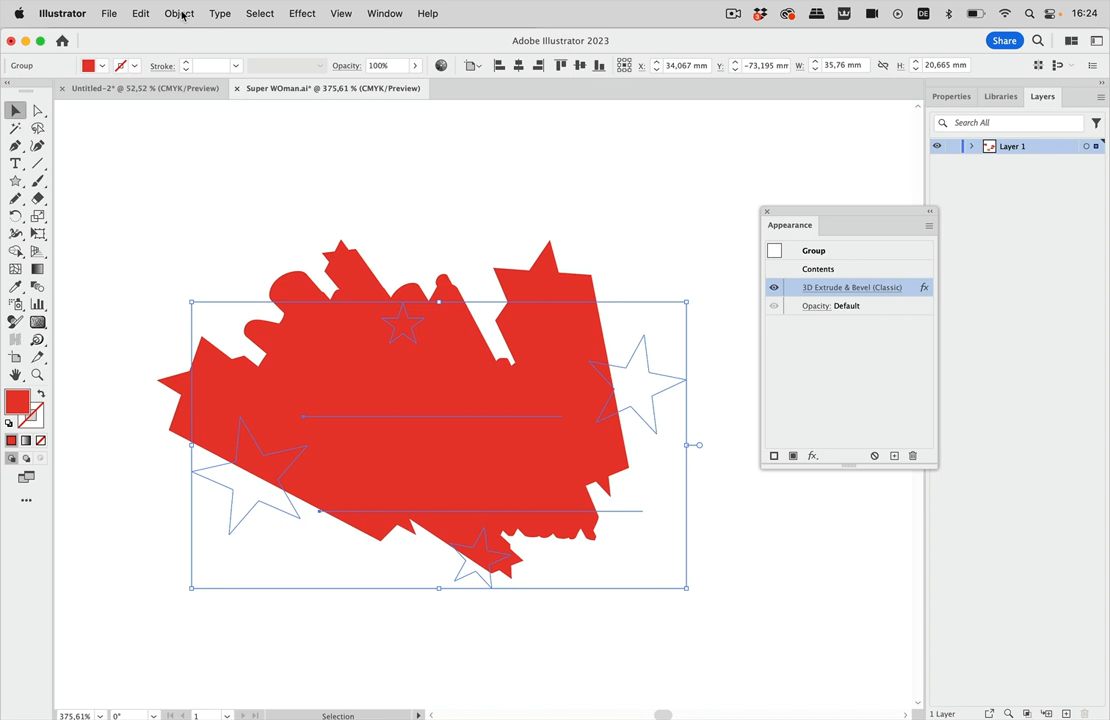 Illustrator File Edit Object Type Select Effect View Window Help DE 16:24
Adobe Illustrator 2023 Share
Group Stroke: Opacity: 100% X: 34,067 mm Y: -73,195 mm W: 35,76 mm H: 20,665 mm
Untitled-2* @ 52,52 % (CMYK/Preview) Super WOman.ai* @ 375,61 % (CMYK/Preview)
Properties Libraries Layers
Search All
Layer 1
Appearance
Group
Contents
3D Extrude & Bevel (Classic) fx
Opacity: Default
fx.
375,61% 0° 1 Selection 1 Layer